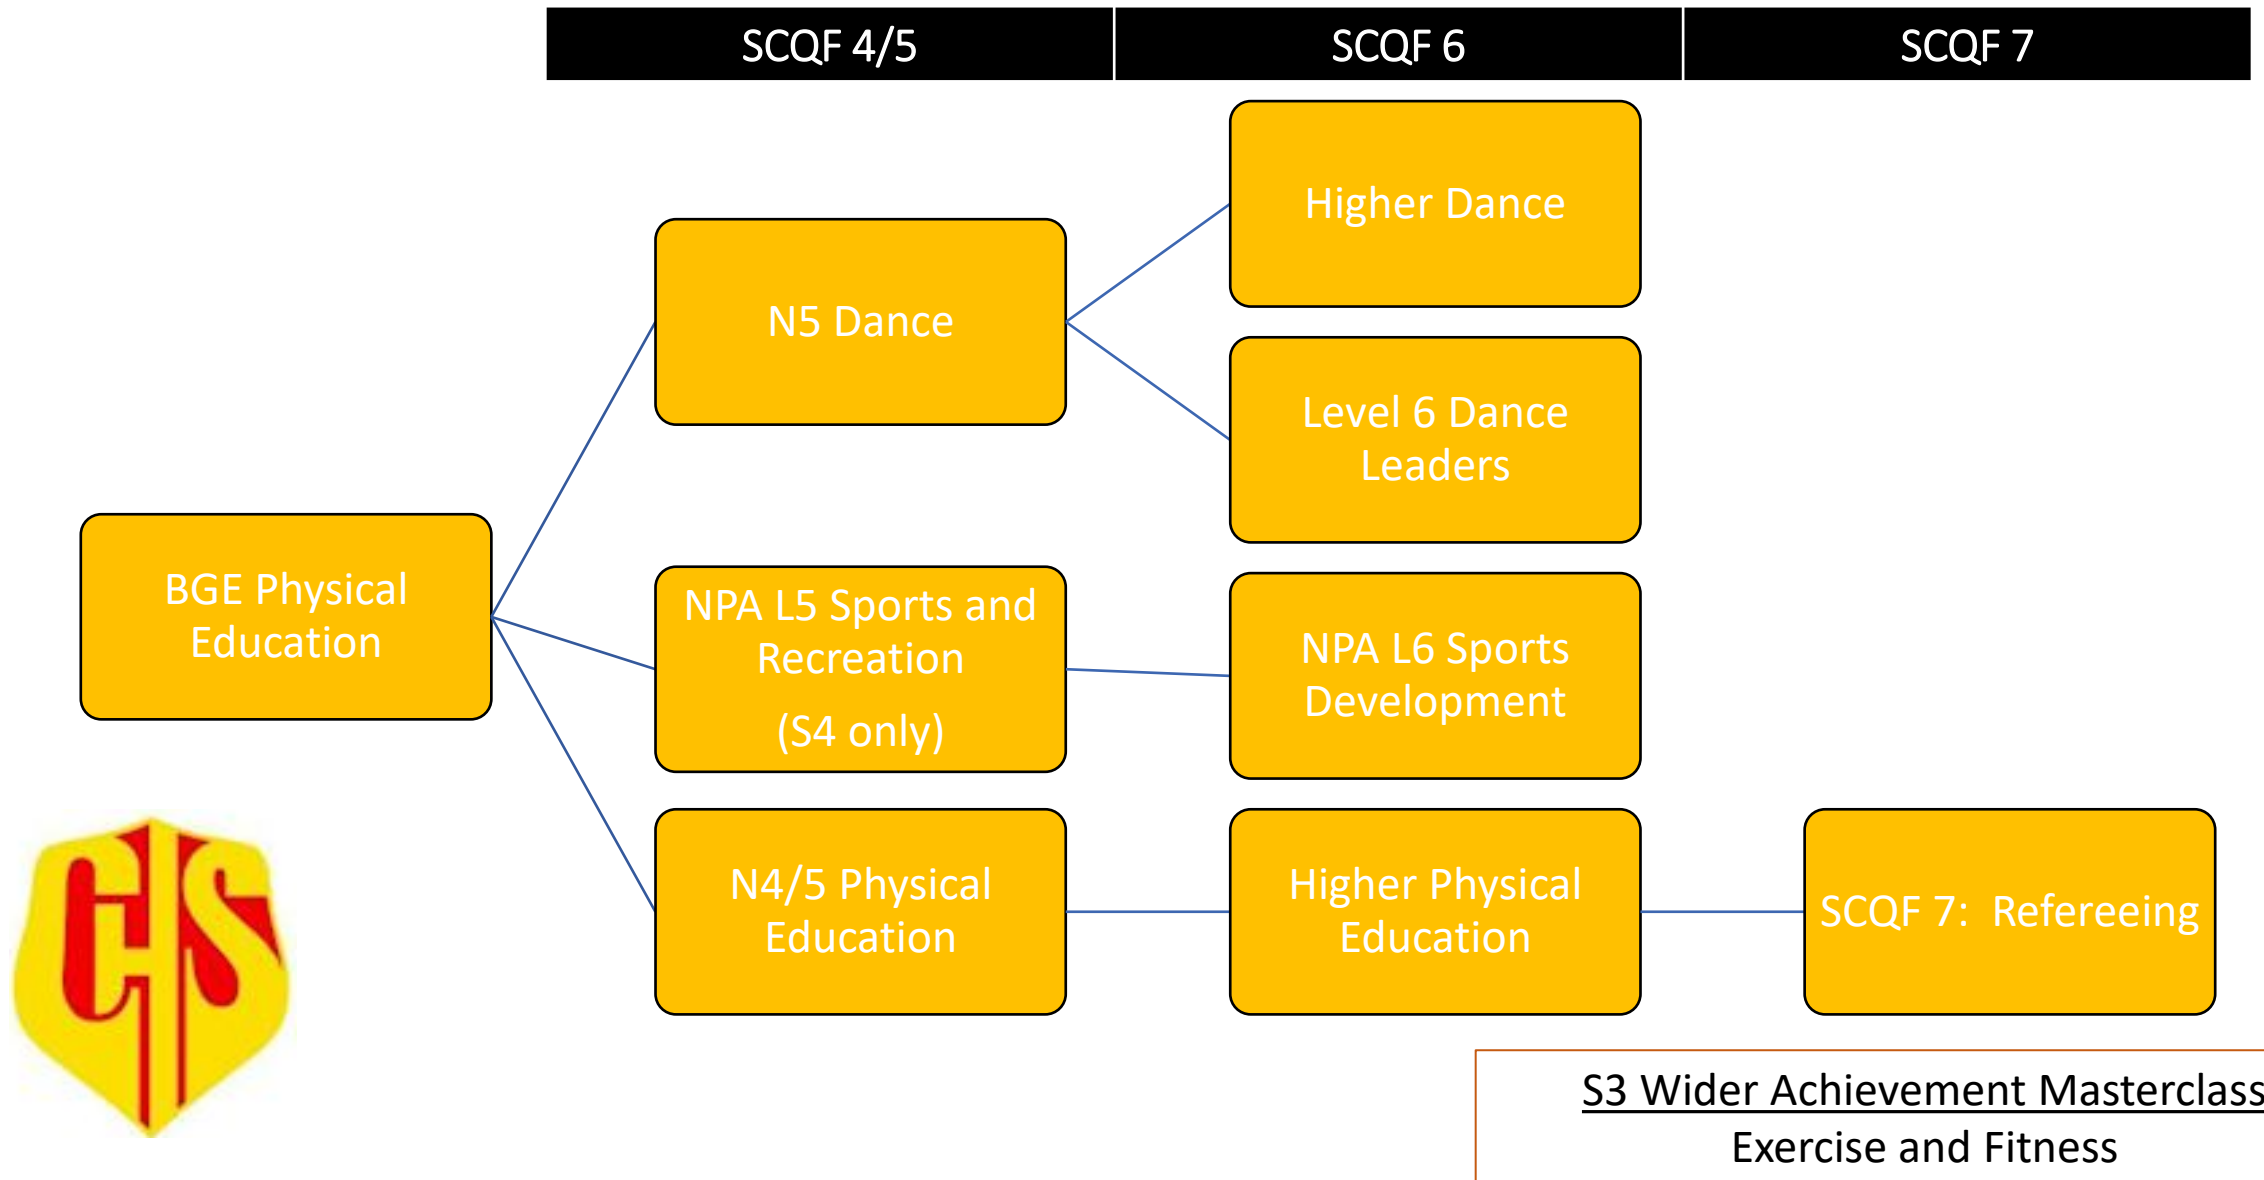 SCQF 4/5
SCQF 6
SCQF 7
BGE Physical
Education
N5 Dance
Higher Dance
Level 6 Dance
Leaders
NPA L5 Sports and
Recreation
(S4 only)
NPA L6 Sports
Development
N4/5 Physical
Education
Higher Physical
Education
SCQF 7: Refereeing
CHS
S3 Wider Achievement Masterclass
Exercise and Fitness